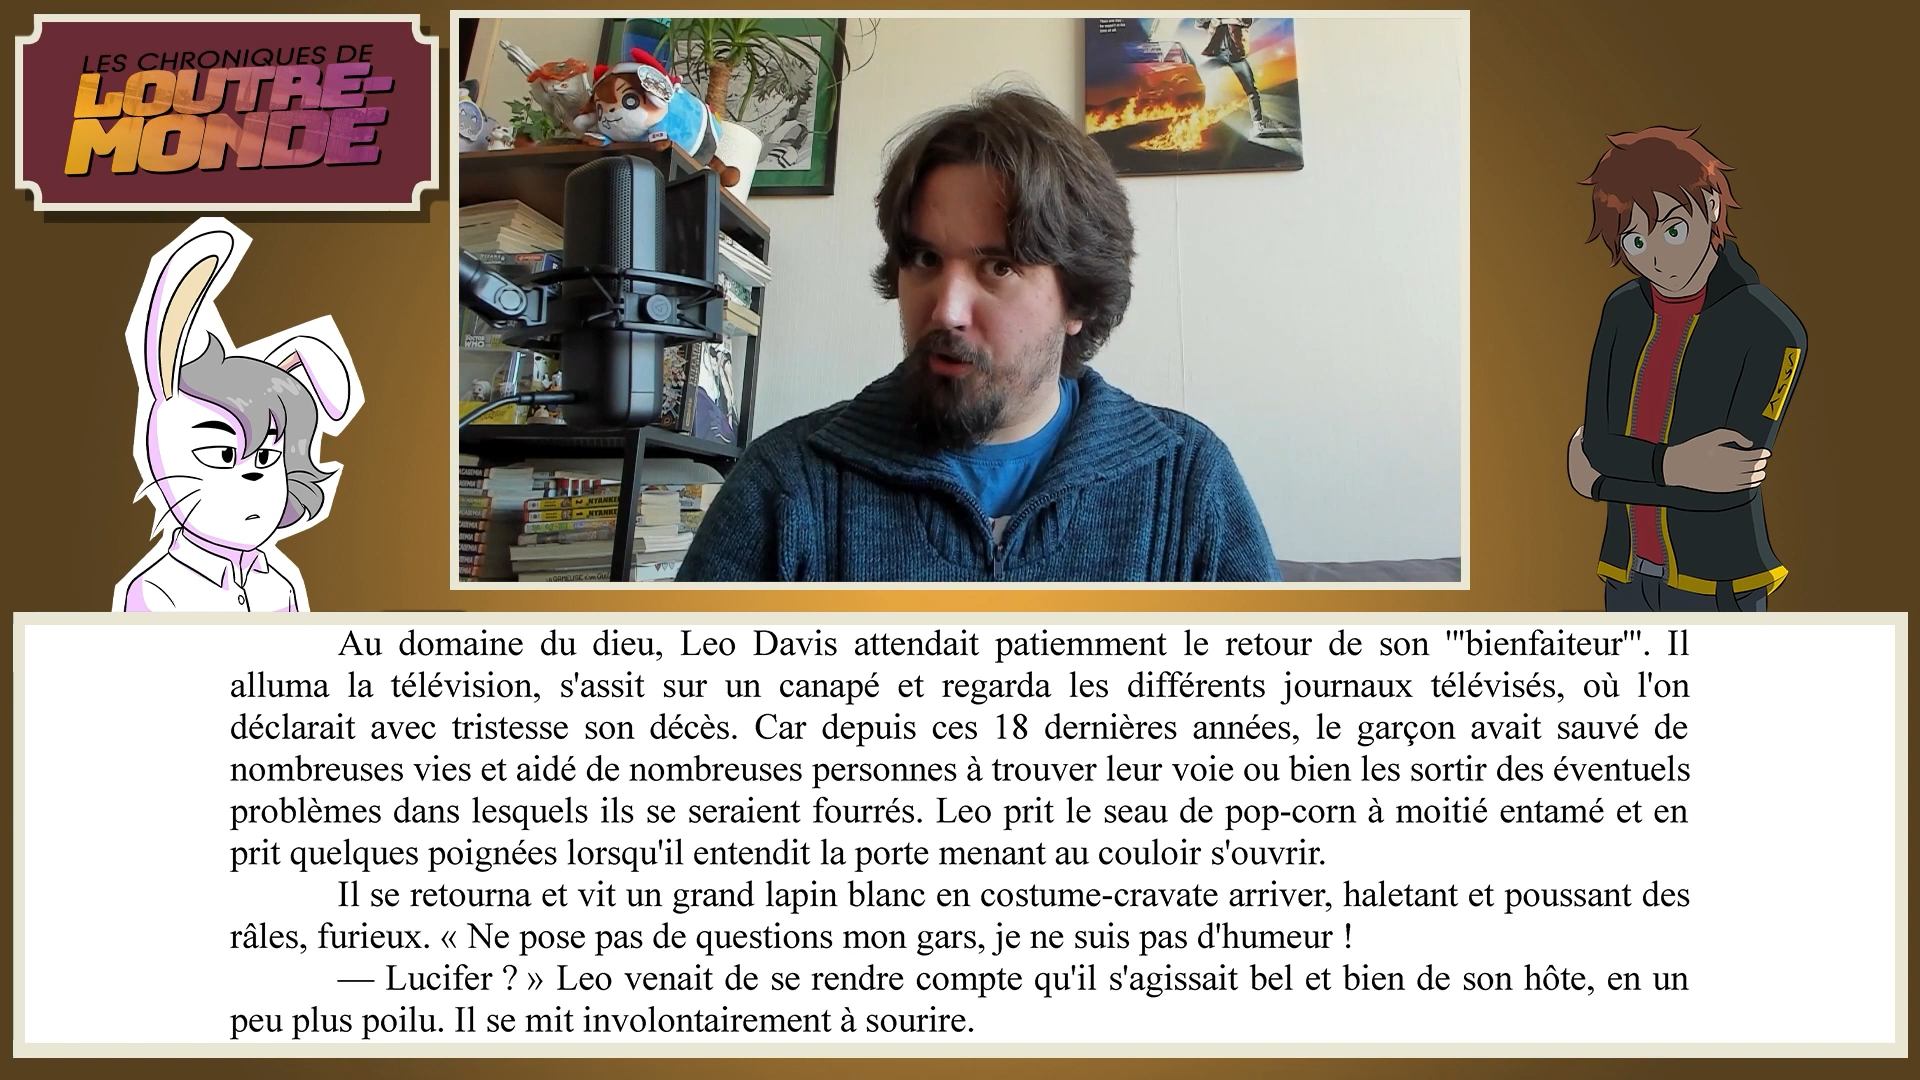 LES CHRONIQUES DE
LOUTRE-
MONDE
DOCTOR
WHO
NYANKEES
Au domaine du dieu, Leo Davis attendait patiemment le retour de son '"bienfaiteur"'. Il
alluma la télévision, s'assit sur un canapé et regarda les différents journaux télévisés, où l'on
déclarait avec tristesse son décès. Car depuis ces 18 dernières années, le garçon avait sauvé de
nombreuses vies et aidé de nombreuses personnes à trouver leur voie ou bien les sortir des éventuels
problèmes dans lesquels ils se seraient fourrés. Leo prit le seau de pop-corn à moitié entamé et en
prit quelques poignées lorsqu'il entendit la porte menant au couloir s'ouvrir.
Il se retourna et vit un grand lapin blanc en costume-cravate arriver, haletant et poussant des
râles, furieux. « Ne pose pas de questions mon gars, je ne suis pas d'humeur !
— Lucifer ? » Leo venait de se rendre compte qu'il s'agissait bel et bien de son hôte, en un
peu plus poilu. Il se mit involontairement à sourire.